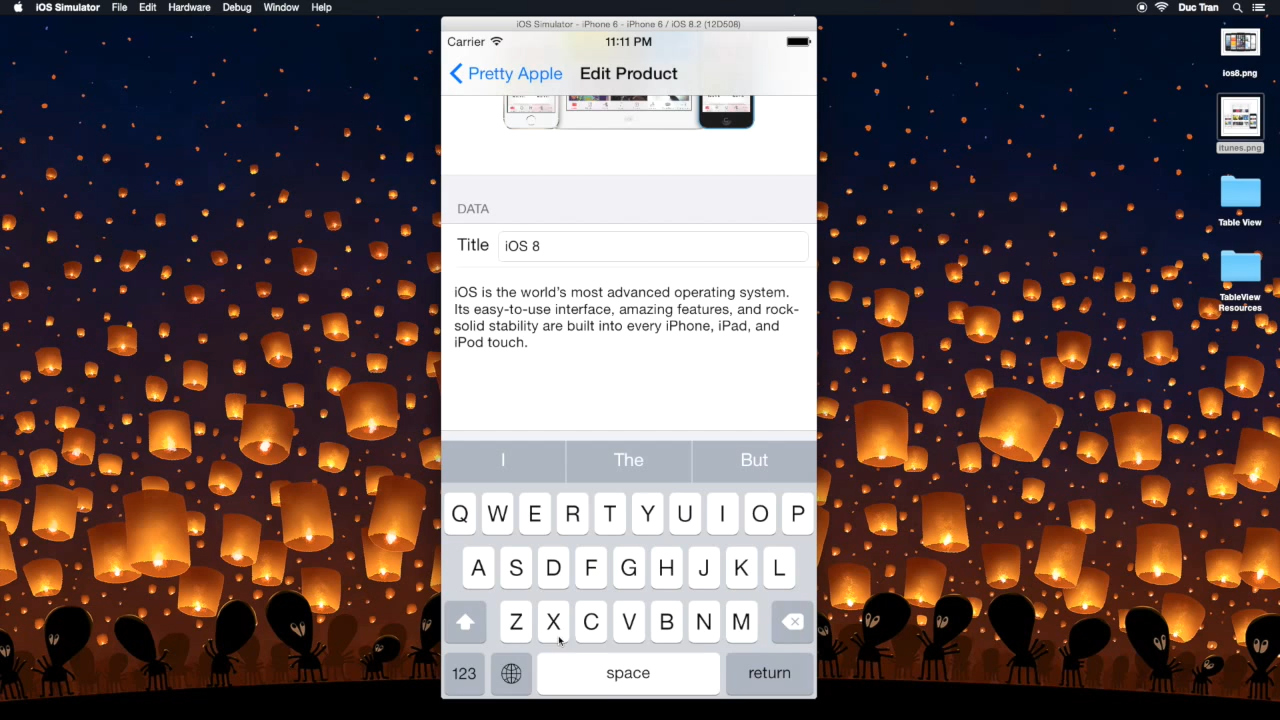 iOS Simulator File Edit Hardware Debug Window Help Duc Tran
iOS Simulator - iPhone 6 - iPhone 6 / iOS 8.2 (12D508)
Carrier 11:11 PM
Pretty Apple Edit Product
DATA
Title iOS 8
iOS is the world's most advanced operating system.
Its easy-to-use interface, amazing features, and rock-
solid stability are built into every iPhone, iPad, and
iPod touch.
I The But
Q W E R T Y U I O P
A S D F G H J K L
Z X C V B N M
123 space return
ios8.png
itunes.png
Table View
TableView
Resources